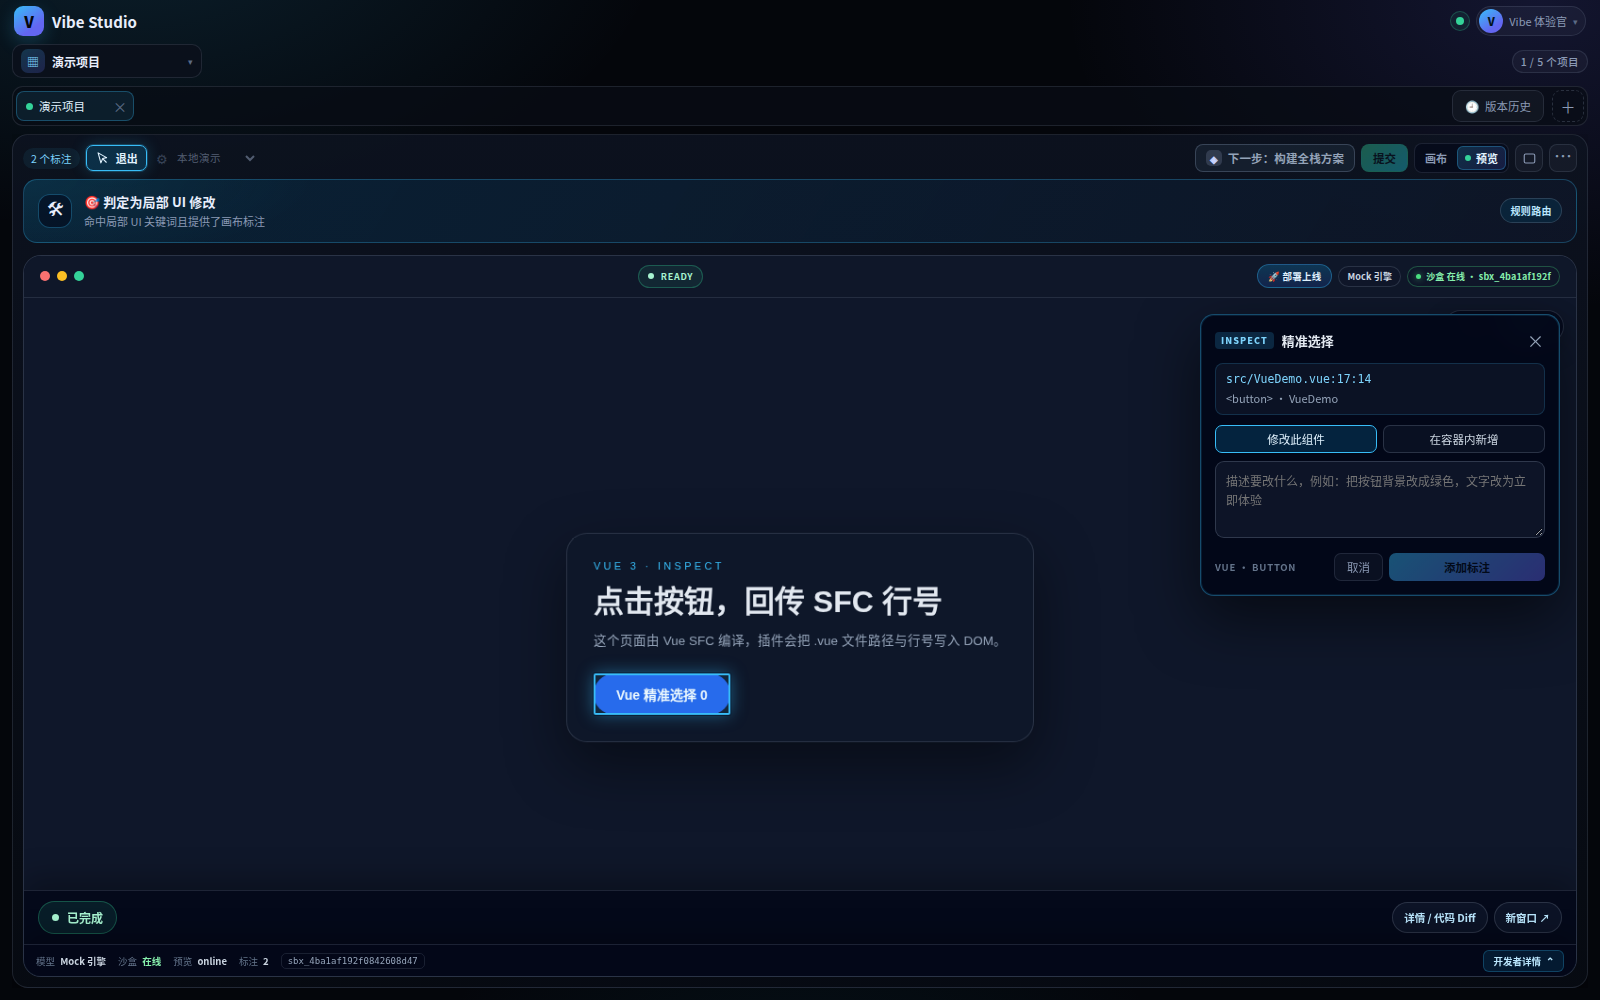 V Vibe Studio
V Vibe 体验官
演示项目
1 / 5 个项目
演示项目
版本历史
2 个标注 退出 本地演示
下一步：构建全栈方案 提交 画布 预览
🎯 判定为局部 UI 修改
命中局部 UI 关键词且提供了画布标注
规则路由
READY
🚀 部署上线 Mock 引擎 沙盒 在线 · sbx_4ba1af192f
INSPECT 精准选择
src/VueDemo.vue:17:14
<button> · VueDemo
修改此组件 在容器内新增
描述要改什么，例如：把按钮背景改成绿色，文字改为立
即体验
VUE · BUTTON 取消 添加标注
VUE 3 · INSPECT
点击按钮，回传 SFC 行号
这个页面由 Vue SFC 编译，插件会把 .vue 文件路径与行号写入 DOM。
Vue 精准选择 0
已完成
详情 / 代码 Diff 新窗口 ↗
模型 Mock 引擎 沙盒 在线 预览 online 标注 2 sbx_4ba1af192f0842608d47
开发者详情